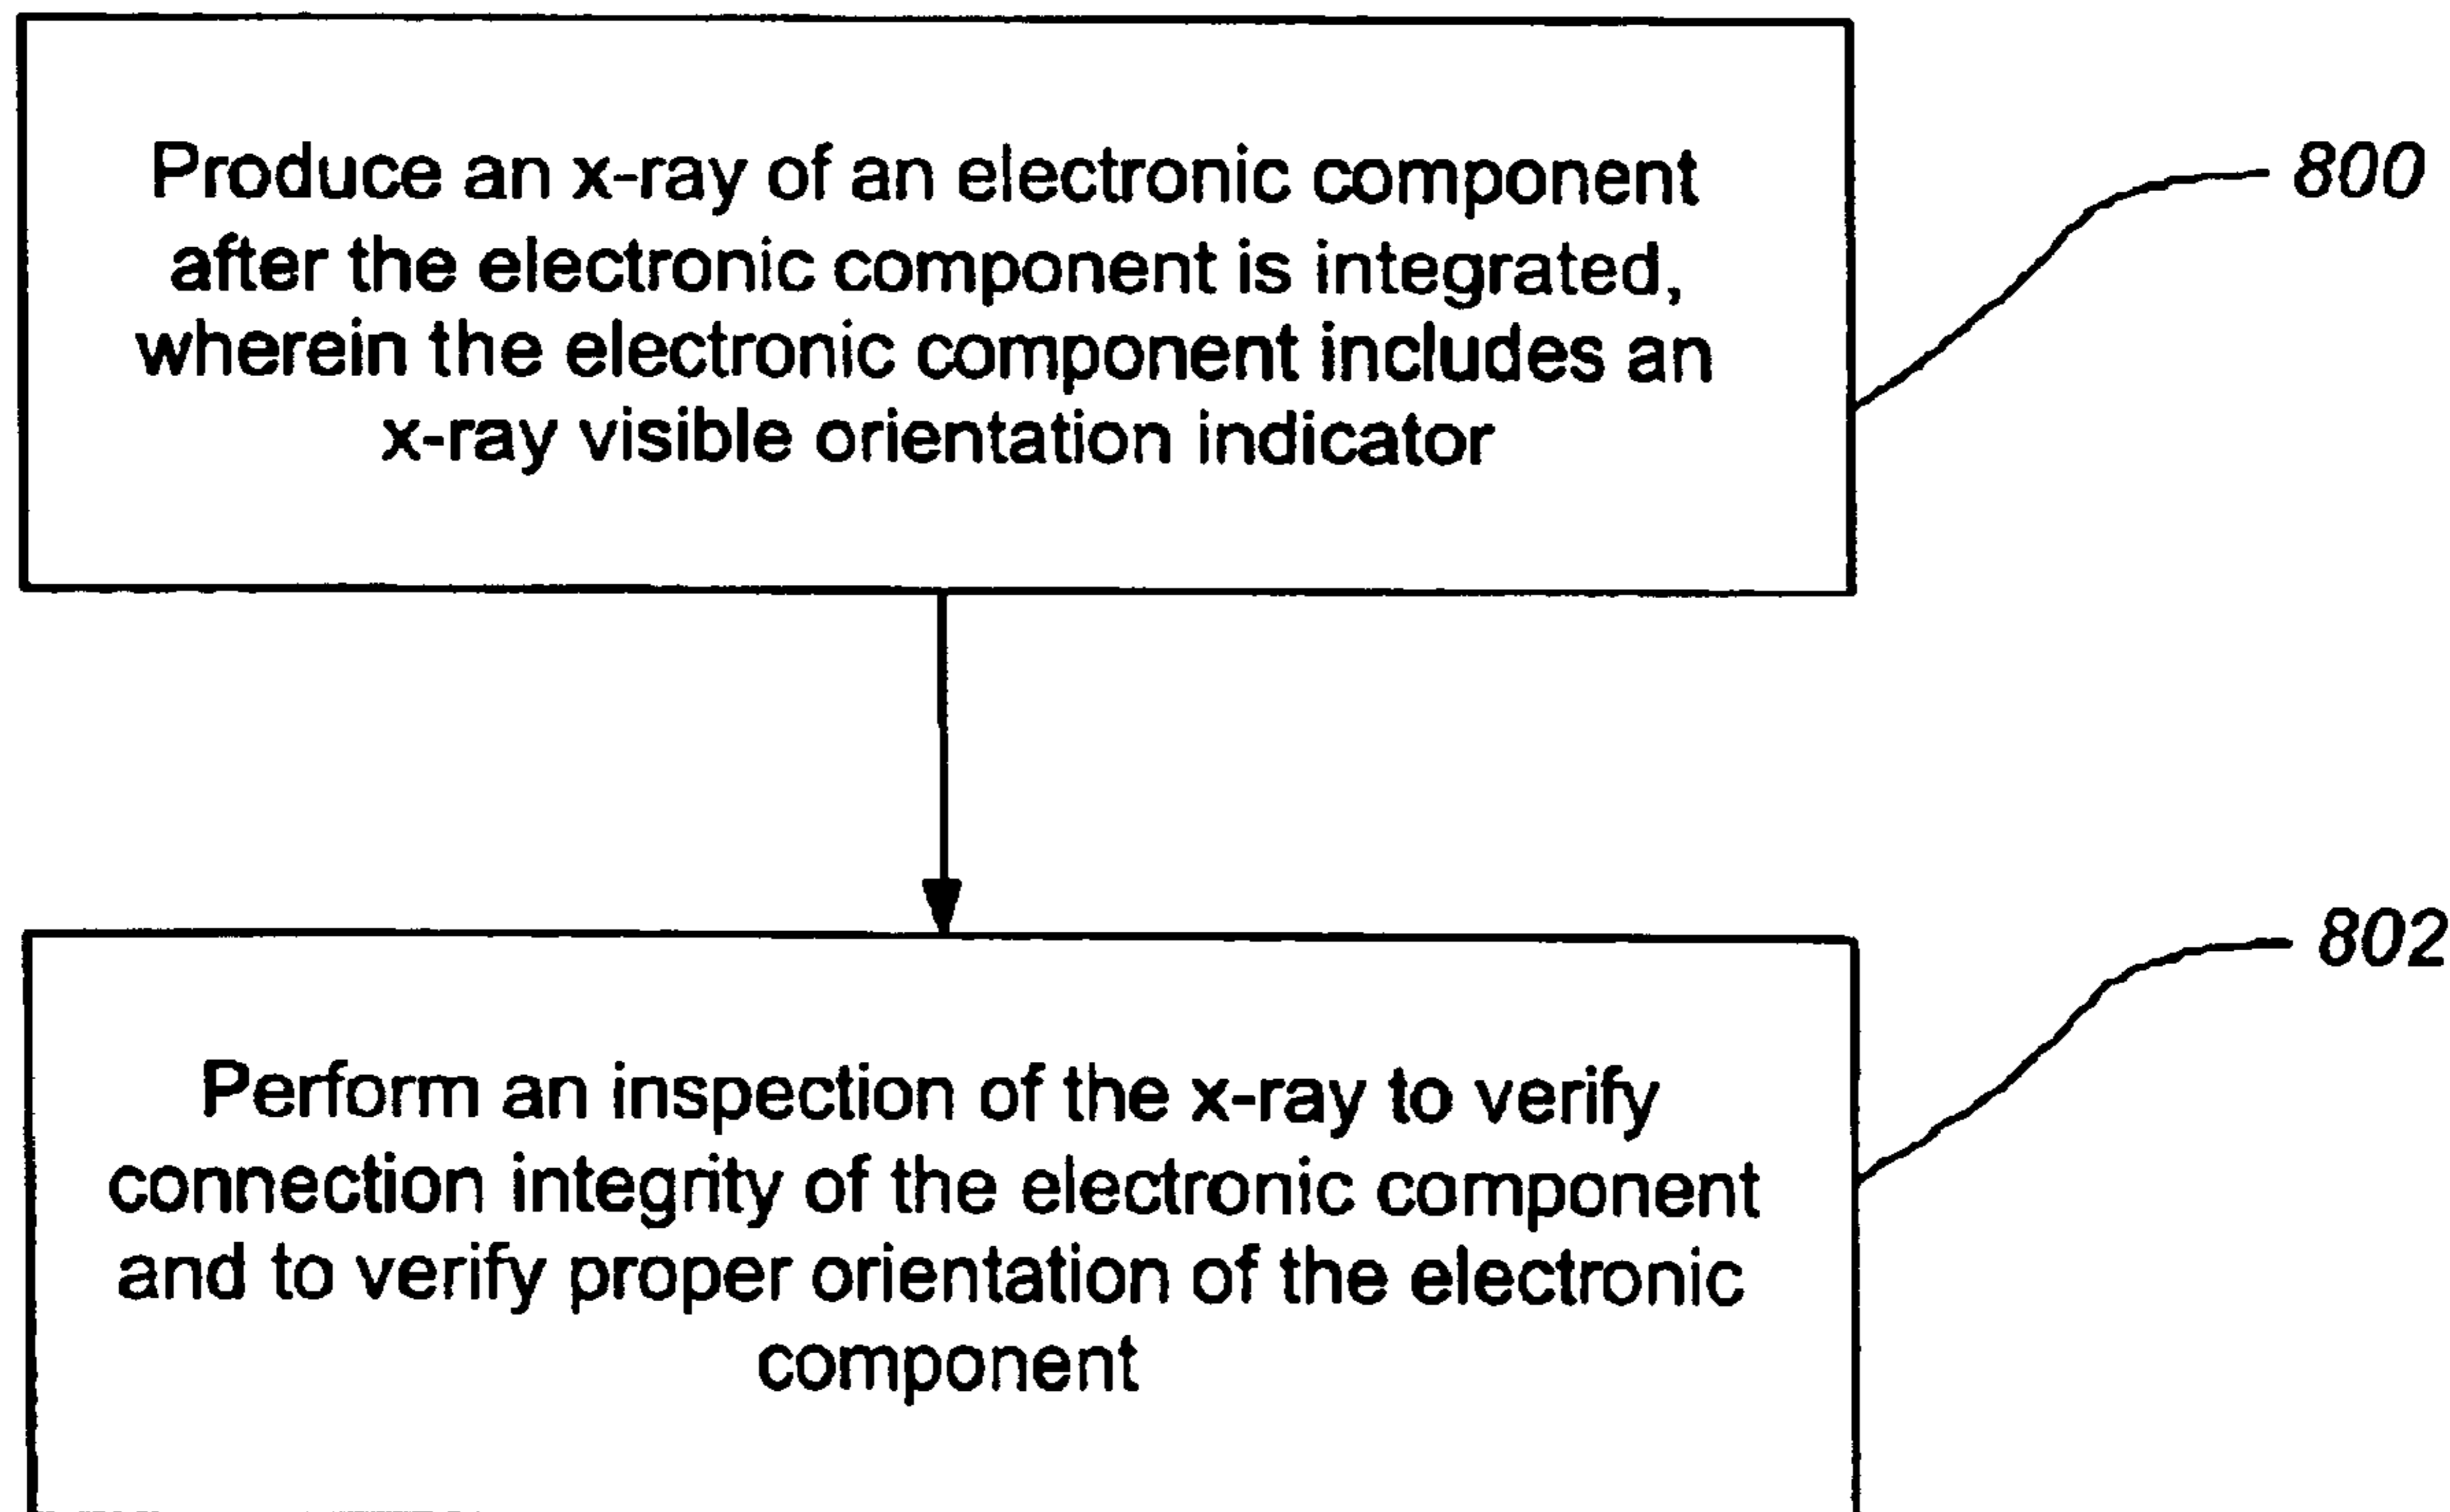 Produce an x-ray of an electronic component
after the electronic component is integrated,
wherein the electronic component includes an
x-ray visible orientation indicator
800
802
Perform an inspection of the x-ray to verify
connection integrity of the electronic component
and to verify proper orientation of the electronic
component